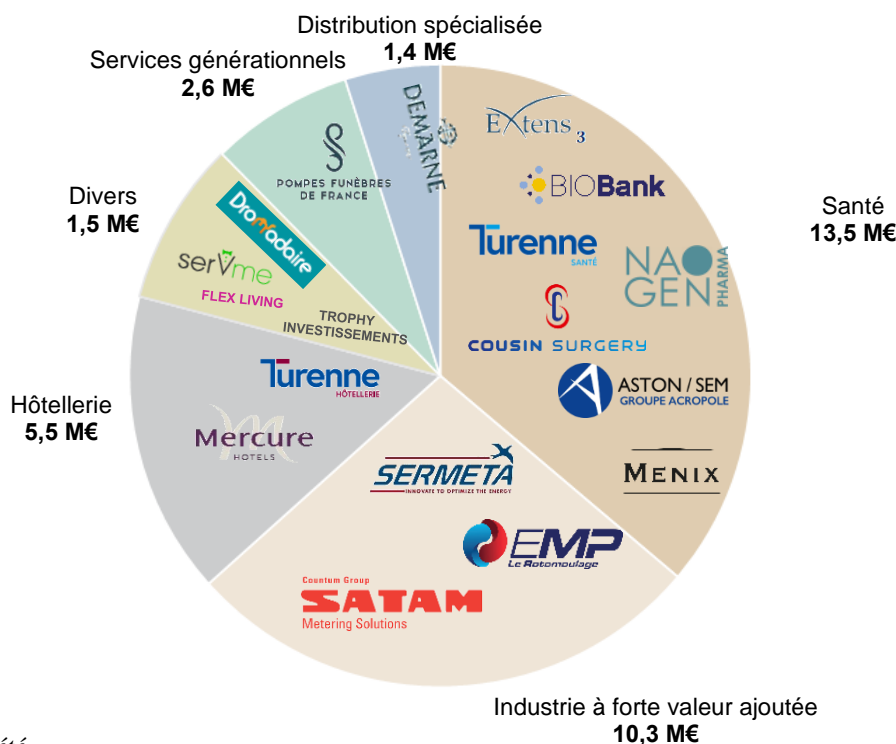 Distribution spécialisée
1,4 M€
Services générationnels
2,6 M€
Divers
1,5 M€
Hôtellerie
5,5 M€
Santé
13,5 M€
Industrie à forte valeur ajoutée
10,3 M€
EXtens 3
BIOBank
Turenne
SANTÉ
NAOGEN
PHARMA
COUSIN SURGERY
ASTON / SEM
GROUPE ACROPOLE
MENIX
SERMETA
INNOVATE TO OPTIMIZE THE ENERGY
EMP
Le Rotomoulage
Countum Group
SATAM
Metering Solutions
Turenne
HÔTELLERIE
Mercure
HOTELS
Dromadaire
serVme
FLEX LIVING
TROPHY
INVESTISSEMENTS
POMPES FUNÈBRES
DE FRANCE
DEMARNE